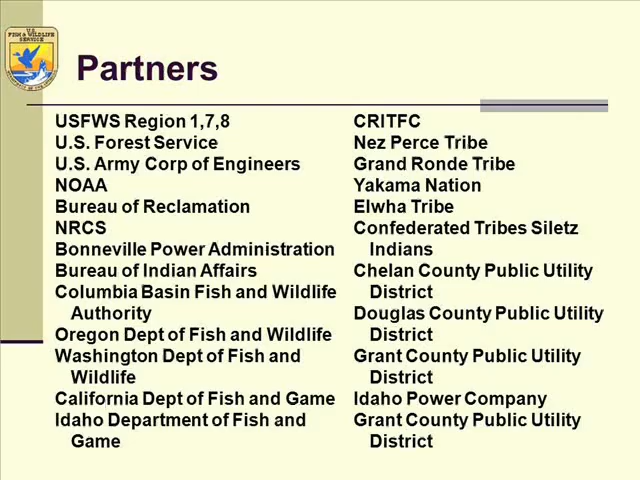 U.S.
FISH & WILDLIFE
SERVICE
Partners
USFWS Region 1,7,8
U.S. Forest Service
U.S. Army Corp of Engineers
NOAA
Bureau of Reclamation
NRCS
Bonneville Power Administration
Bureau of Indian Affairs
Columbia Basin Fish and Wildlife
Authority
Oregon Dept of Fish and Wildlife
Washington Dept of Fish and
Wildlife
California Dept of Fish and Game
Idaho Department of Fish and
Game
CRITFC
Nez Perce Tribe
Grand Ronde Tribe
Yakama Nation
Elwha Tribe
Confederated Tribes Siletz
Indians
Chelan County Public Utility
District
Douglas County Public Utility
District
Grant County Public Utility
District
Idaho Power Company
Grant County Public Utility
District